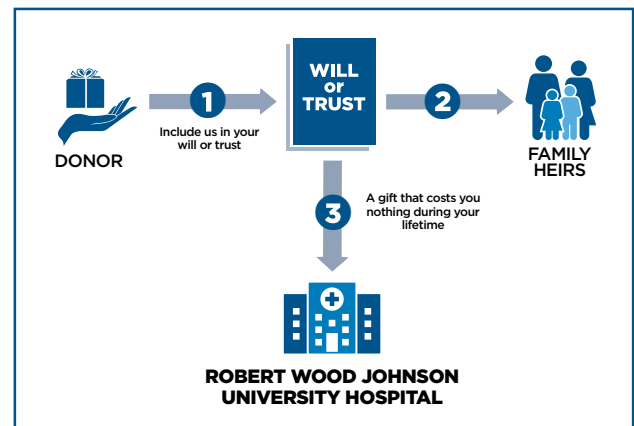 WILL
or
TRUST
1
2
Include us in your
will or trust
DONOR
FAMILY
HEIRS
3
A gift that costs you
nothing during your
lifetime
ROBERT WOOD JOHNSON
UNIVERSITY HOSPITAL